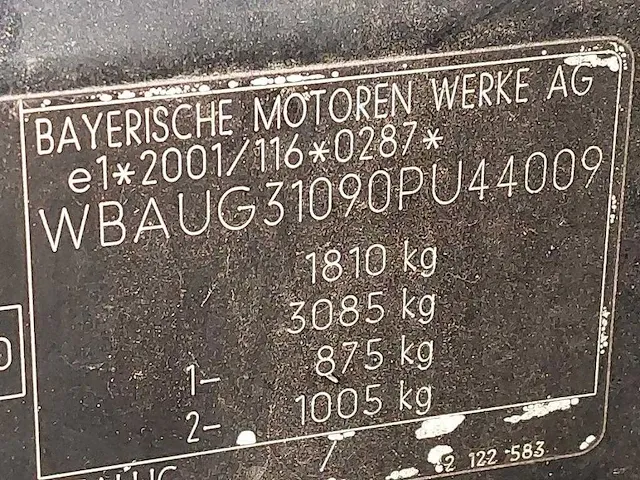 BAYERISCHE MOTOREN WERKE AG
e1*2001/116*0287*
WBAUG31090PU44009
1810 kg
3085 kg
1- 875 kg
2- 1005 kg
2 122 583